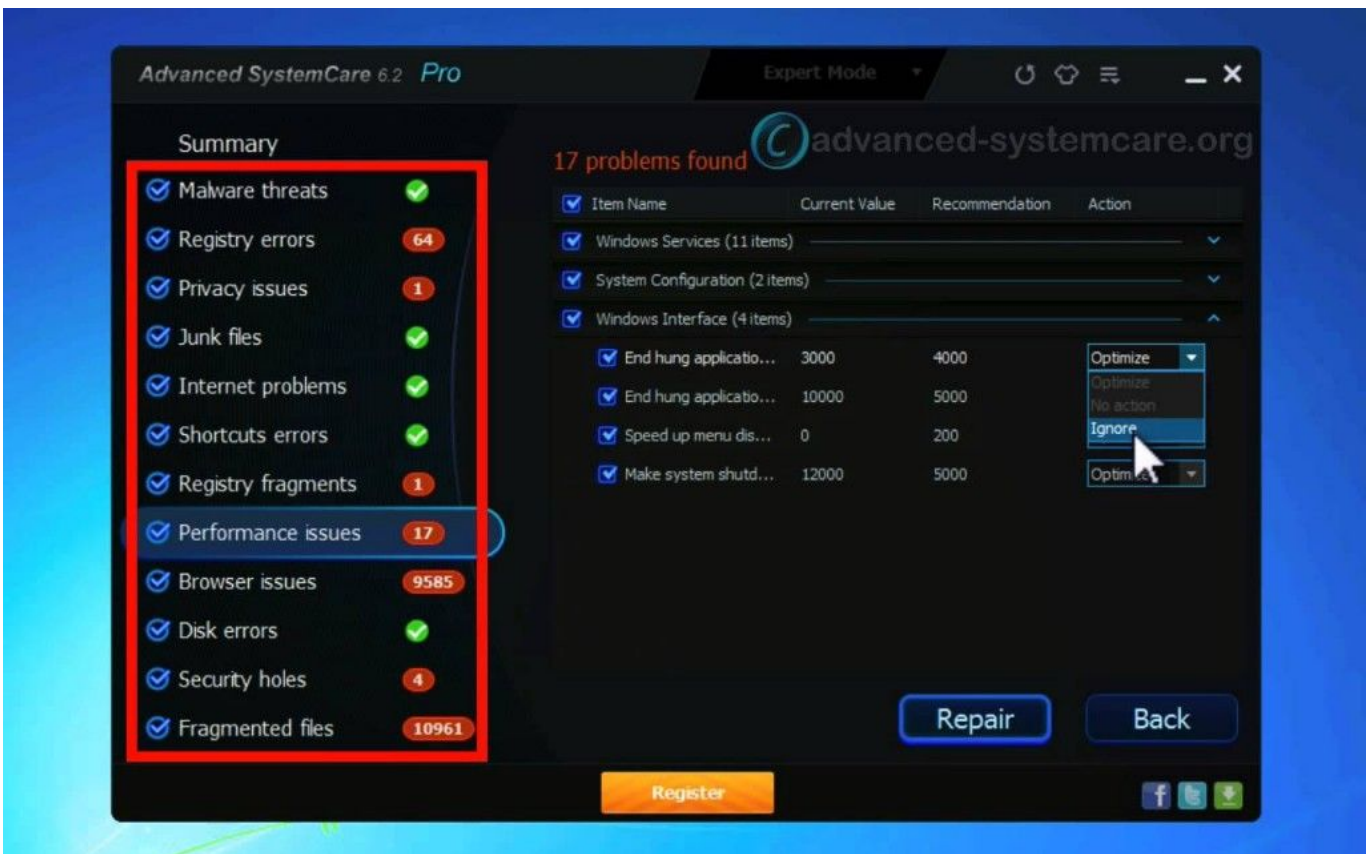 Advanced SystemCare 6.2 Pro
Expert Mode
advanced-systemcare.org
Summary
Malware threats
Registry errors 64
Privacy issues 1
Junk files
Internet problems
Shortcuts errors
Registry fragments 1
Performance issues 17
Browser issues 9585
Disk errors
Security holes 4
Fragmented files 10961
17 problems found
Item Name Current Value Recommendation Action
Windows Services (11 items)
System Configuration (2 items)
Windows Interface (4 items)
End hung applicatio... 3000 4000 Optimize
Optimize
No action
Ignore
End hung applicatio... 10000 5000
Speed up menu dis... 0 200
Make system shutd... 12000 5000 Optimize
Repair Back
Register